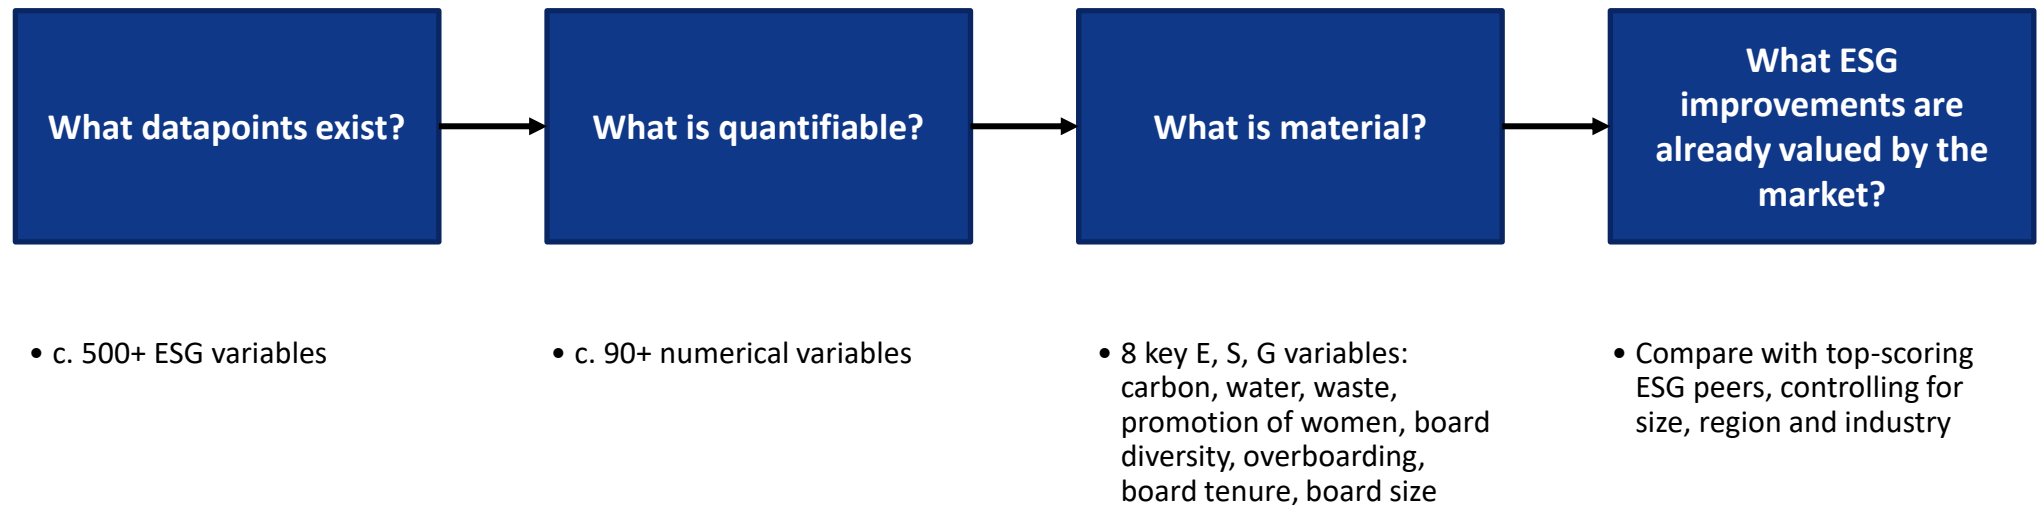 What datapoints exist?
What is quantifiable?
What is material?
What ESG
improvements are
already valued by the
market?
• c. 500+ ESG variables
• c. 90+ numerical variables
• 8 key E, S, G variables:
carbon, water, waste,
promotion of women, board
diversity, overboarding,
board tenure, board size
• Compare with top-scoring
ESG peers, controlling for
size, region and industry